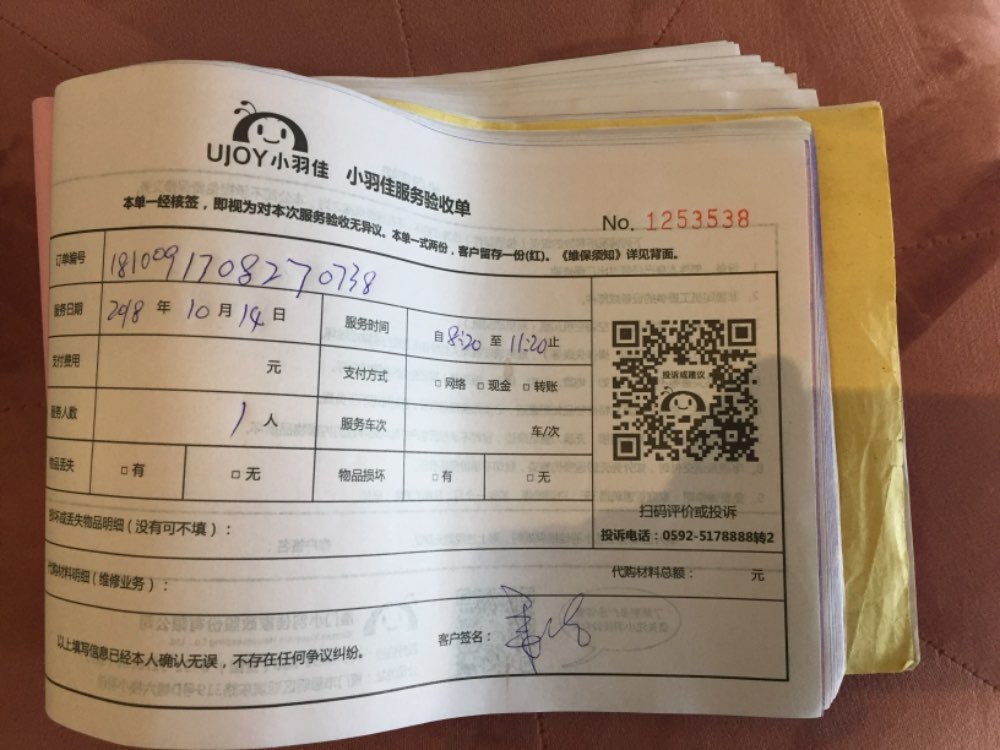 UJOY小羽佳 小羽佳服务验收单
本单一经核签，即视为对本次服务验收无异议。本单一式两份，客户留存一份(红)。《维保须知》详见背面。
No. 1253538
订单编号 1810091708270738
服务日期 2018 年 10 月 14 日 服务时间 自 8:20 至 11:20 止
支付费用 元 支付方式 □网络 □现金 □转账
服务人数 1 人 服务车次 车/次
物品丢失 □有 □无 物品损坏 □有 □无
投诉或建议
扫码评价或投诉
投诉电话：0592-5178888转2
损坏或丢失物品明细（没有可不填）：
代购材料明细（维修业务）： 代购材料总额： 元
以上填写信息已经本人确认无误，不存在任何争议纠纷。 客户签名：